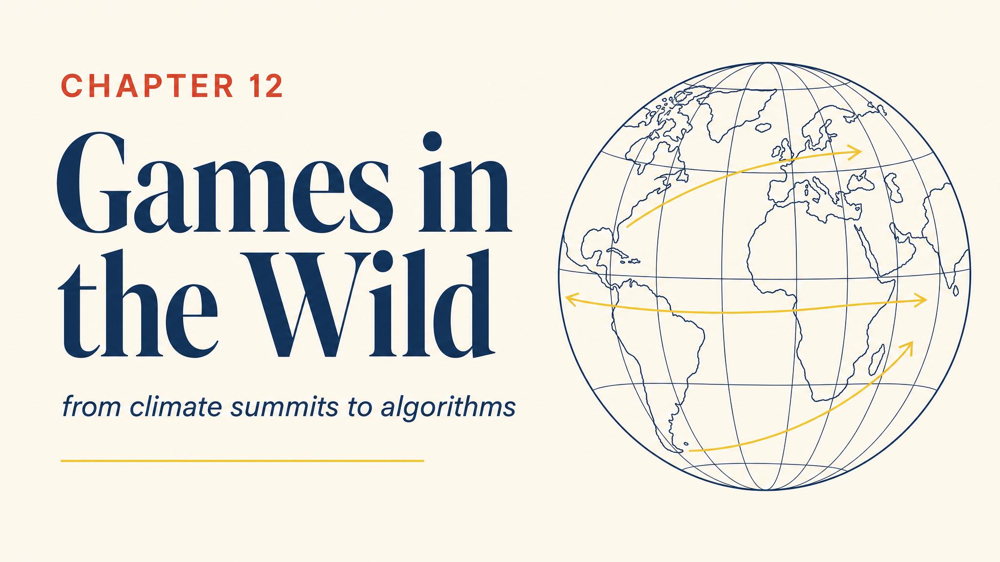 CHAPTER 12
Games in
the Wild
from climate summits to algorithms